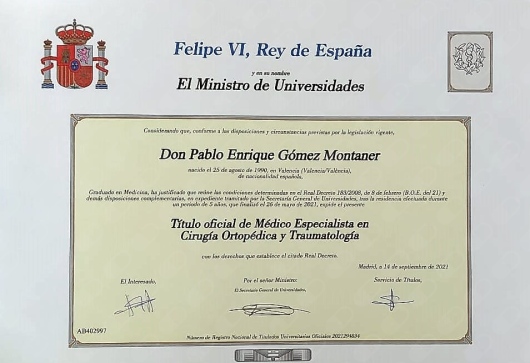 Felipe VI, Rey de España
y en su nombre
El Ministro de Universidades
Considerando que, conforme a las disposiciones y circunstancias previstas por la legislación vigente,
Don Pablo Enrique Gómez Montaner
nacido el 25 de agosto de 1990, en Valencia (Valencia/València),
de nacionalidad española,
Graduado en Medicina, ha justificado que reúne las condiciones determinadas en el Real Decreto 183/2008, de 8 de febrero (B.O.E. del 21) y
demás disposiciones complementarias, en expediente tramitado por la Secretaría General de Universidades, tras la residencia efectuada durante
un periodo de 5 años, que finalizó el 26 de mayo de 2021, expide el presente
Título oficial de Médico Especialista en
Cirugía Ortopédica y Traumatología
con los derechos que establece el citado Real Decreto.
Madrid, a 14 de septiembre de 2021
El Interesado,
Por el señor Ministro:
El Secretario General de Universidades,
Servicio de Títulos,
AB402997
Número de Registro Nacional de Titulados Universitarios Oficiales 2021294834